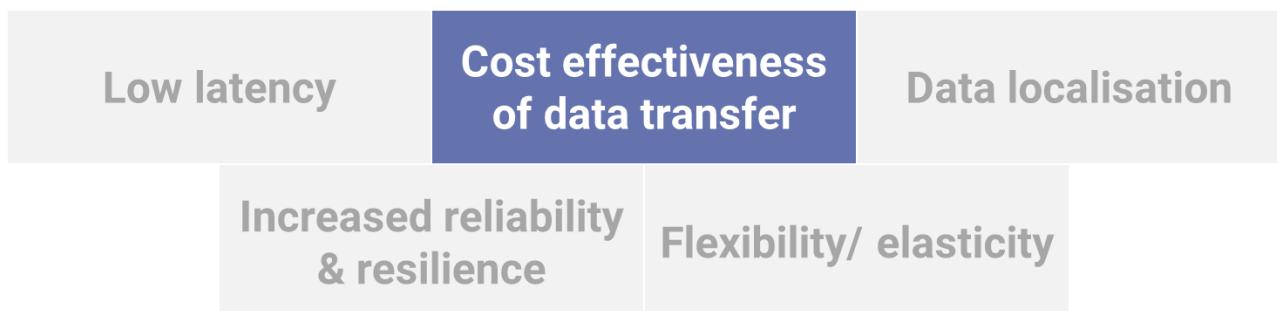 Low latency
Cost effectiveness
of data transfer
Data localisation
Increased reliability
& resilience
Flexibility/ elasticity